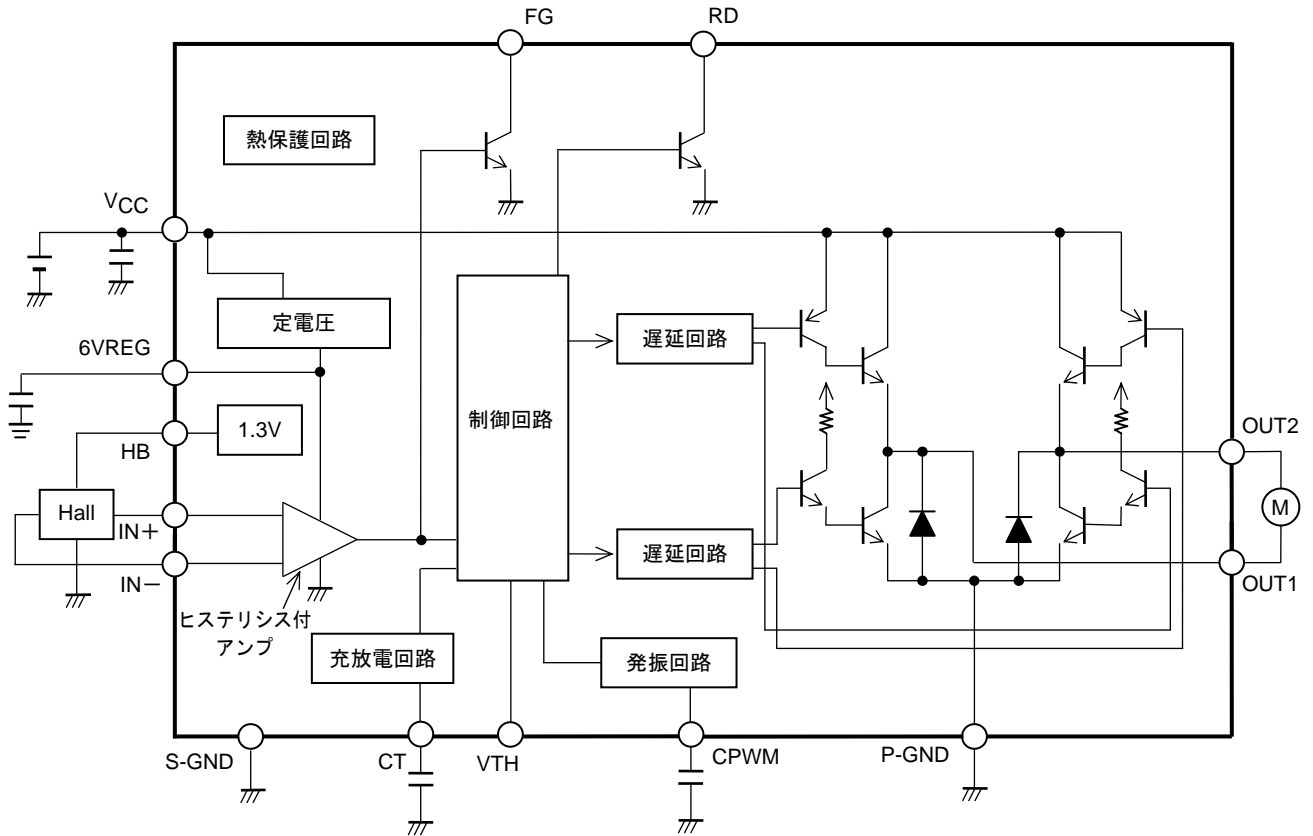 FG
RD
熱保護回路
VCC
定電圧
遅延回路
6VREG
制御回路
1.3V
HB
OUT2
Hall
IN+
M
遅延回路
IN−
OUT1
ヒステリシス付
アンプ
充放電回路
発振回路
S-GND
CT
VTH
CPWM
P-GND